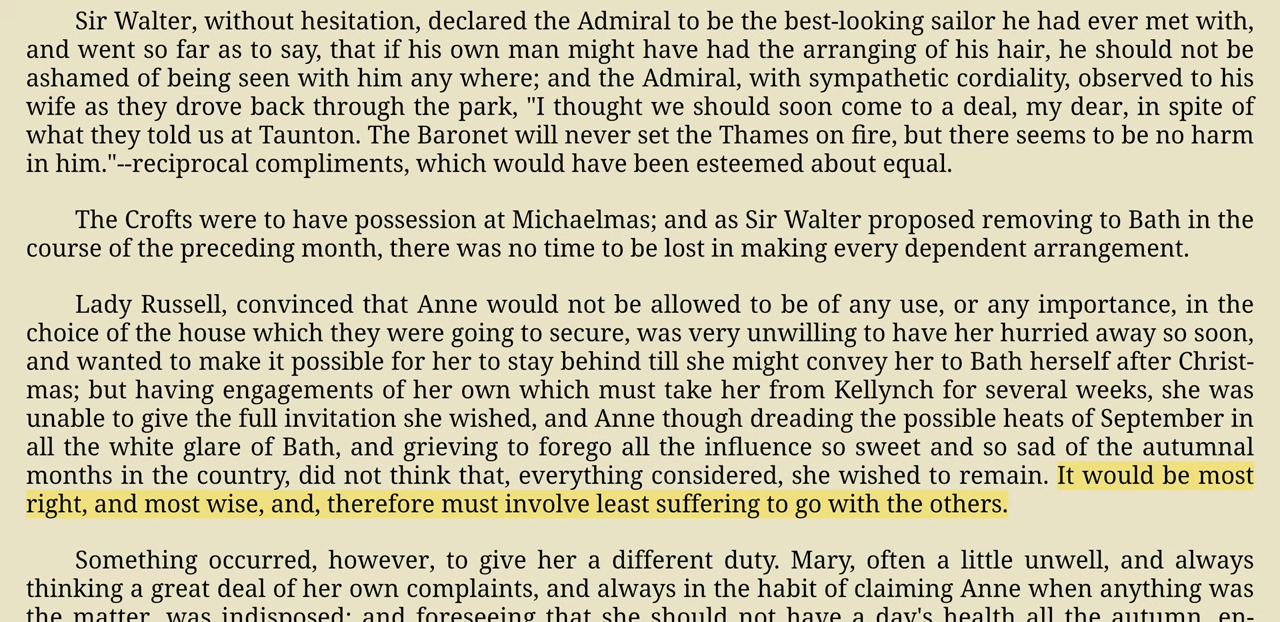 Sir Walter, without hesitation, declared the Admiral to be the best-looking sailor he had ever met with,
and went so far as to say, that if his own man might have had the arranging of his hair, he should not be
ashamed of being seen with him any where; and the Admiral, with sympathetic cordiality, observed to his
wife as they drove back through the park, "I thought we should soon come to a deal, my dear, in spite of
what they told us at Taunton. The Baronet will never set the Thames on fire, but there seems to be no harm
in him."--reciprocal compliments, which would have been esteemed about equal.
The Crofts were to have possession at Michaelmas; and as Sir Walter proposed removing to Bath in the
course of the preceding month, there was no time to be lost in making every dependent arrangement.
Lady Russell, convinced that Anne would not be allowed to be of any use, or any importance, in the
choice of the house which they were going to secure, was very unwilling to have her hurried away so soon,
and wanted to make it possible for her to stay behind till she might convey her to Bath herself after Christ-
mas; but having engagements of her own which must take her from Kellynch for several weeks, she was
unable to give the full invitation she wished, and Anne though dreading the possible heats of September in
all the white glare of Bath, and grieving to forego all the influence so sweet and so sad of the autumnal
months in the country, did not think that, everything considered, she wished to remain. It would be most
right, and most wise, and, therefore must involve least suffering to go with the others.
Something occurred, however, to give her a different duty. Mary, often a little unwell, and always
thinking a great deal of her own complaints, and always in the habit of claiming Anne when anything was
the matter, was indisposed; and foreseeing that she should not have a day's health all the autumn, en-